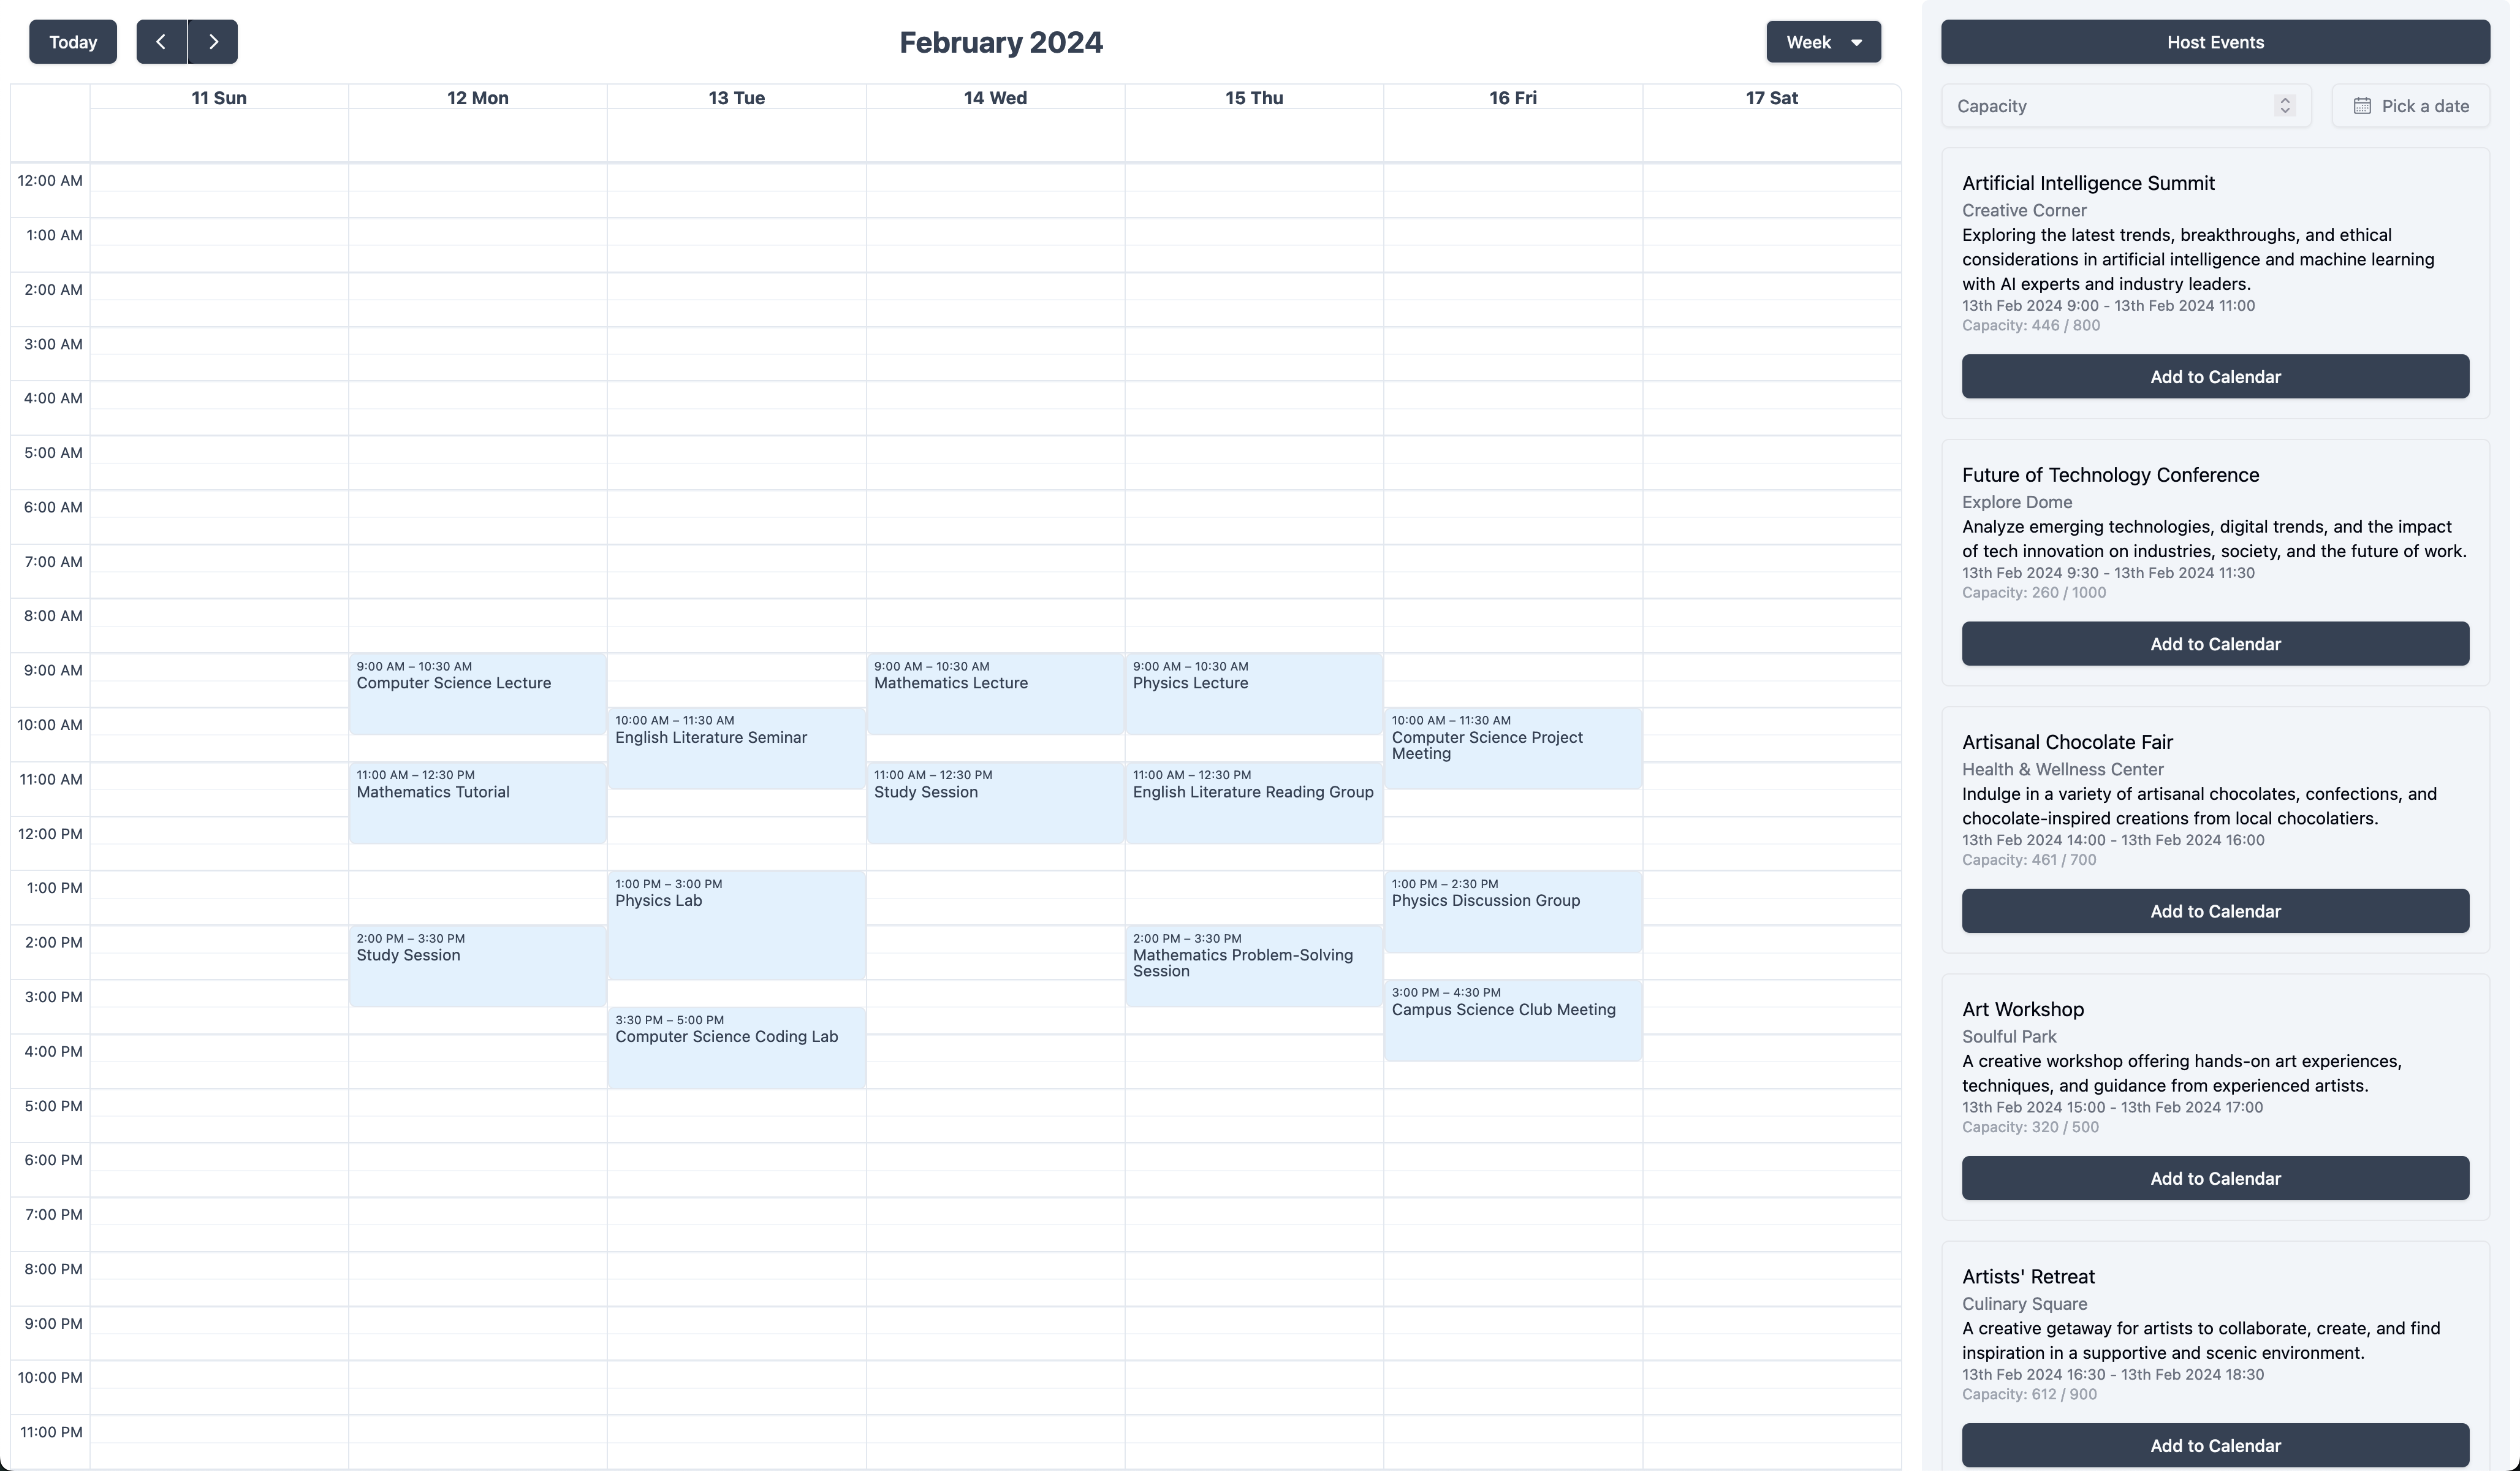 Today
February 2024
Week
11 Sun
12 Mon
13 Tue
14 Wed
15 Thu
16 Fri
17 Sat
12:00 AM
1:00 AM
2:00 AM
3:00 AM
4:00 AM
5:00 AM
6:00 AM
7:00 AM
8:00 AM
9:00 AM
10:00 AM
11:00 AM
12:00 PM
1:00 PM
2:00 PM
3:00 PM
4:00 PM
5:00 PM
6:00 PM
7:00 PM
8:00 PM
9:00 PM
10:00 PM
11:00 PM
9:00 AM – 10:30 AM
Computer Science Lecture
11:00 AM – 12:30 PM
Mathematics Tutorial
2:00 PM – 3:30 PM
Study Session
10:00 AM – 11:30 AM
English Literature Seminar
1:00 PM – 3:00 PM
Physics Lab
3:30 PM – 5:00 PM
Computer Science Coding Lab
9:00 AM – 10:30 AM
Mathematics Lecture
11:00 AM – 12:30 PM
Study Session
9:00 AM – 10:30 AM
Physics Lecture
11:00 AM – 12:30 PM
English Literature Reading Group
2:00 PM – 3:30 PM
Mathematics Problem-Solving
Session
10:00 AM – 11:30 AM
Computer Science Project
Meeting
1:00 PM – 2:30 PM
Physics Discussion Group
3:00 PM – 4:30 PM
Campus Science Club Meeting
Host Events
Capacity
Pick a date
Artificial Intelligence Summit
Creative Corner
Exploring the latest trends, breakthroughs, and ethical
considerations in artificial intelligence and machine learning
with AI experts and industry leaders.
13th Feb 2024 9:00 - 13th Feb 2024 11:00
Capacity: 446 / 800
Add to Calendar
Future of Technology Conference
Explore Dome
Analyze emerging technologies, digital trends, and the impact
of tech innovation on industries, society, and the future of work.
13th Feb 2024 9:30 - 13th Feb 2024 11:30
Capacity: 260 / 1000
Add to Calendar
Artisanal Chocolate Fair
Health & Wellness Center
Indulge in a variety of artisanal chocolates, confections, and
chocolate-inspired creations from local chocolatiers.
13th Feb 2024 14:00 - 13th Feb 2024 16:00
Capacity: 461 / 700
Add to Calendar
Art Workshop
Soulful Park
A creative workshop offering hands-on art experiences,
techniques, and guidance from experienced artists.
13th Feb 2024 15:00 - 13th Feb 2024 17:00
Capacity: 320 / 500
Add to Calendar
Artists' Retreat
Culinary Square
A creative getaway for artists to collaborate, create, and find
inspiration in a supportive and scenic environment.
13th Feb 2024 16:30 - 13th Feb 2024 18:30
Capacity: 612 / 900
Add to Calendar